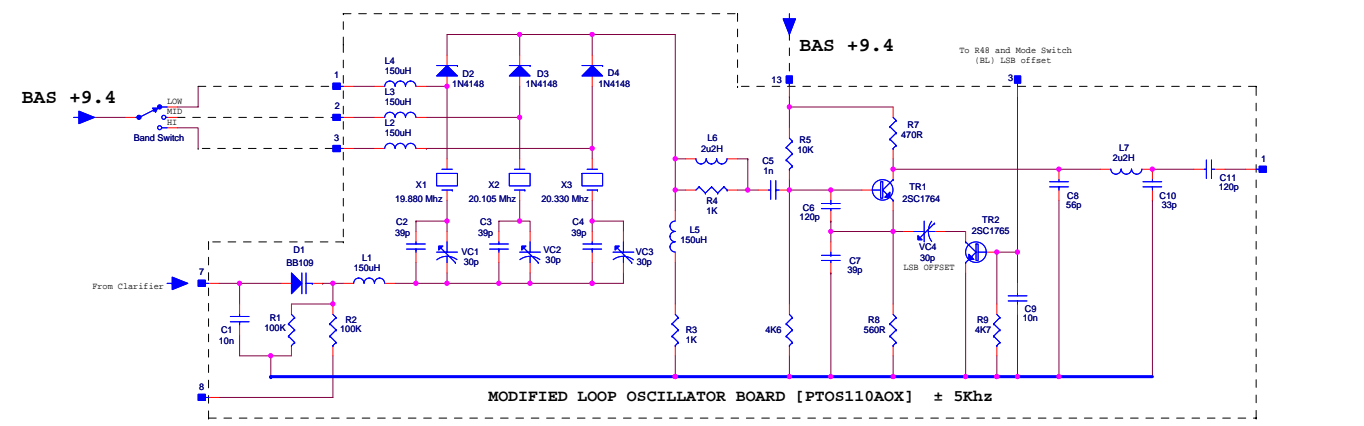 BAS +9.4
To R48 and Mode Switch
(BL) LSB offset
3
13
L4
150uH
1
D2
1N4148
D3
1N4148
D4
1N4148
BAS +9.4
L3
150uH
LOW
MID
HI
2
Band Switch
L2
150uH
3
R5
10K
R7
470R
L6
2u2H
C5
1n
L7
2u2H
1
C11
120p
X1
19.880 Mhz
X2
20.105 Mhz
X3
20.330 Mhz
R4
1K
TR1
2SC1764
C6
120p
C8
56p
C10
33p
C2
39p
C3
39p
C4
39p
L5
150uH
TR2
2SC1765
VC1
30p
VC2
30p
VC3
30p
VC4
30p
LSB OFFSET
C7
39p
D1
BB109
L1
150uH
7
From Clarifier
C1
10n
R1
100K
R2
100K
R3
1K
4K6
R8
560R
R9
4K7
C9
10n
8
MODIFIED LOOP OSCILLATOR BOARD [PTOS110AOX] ± 5Khz